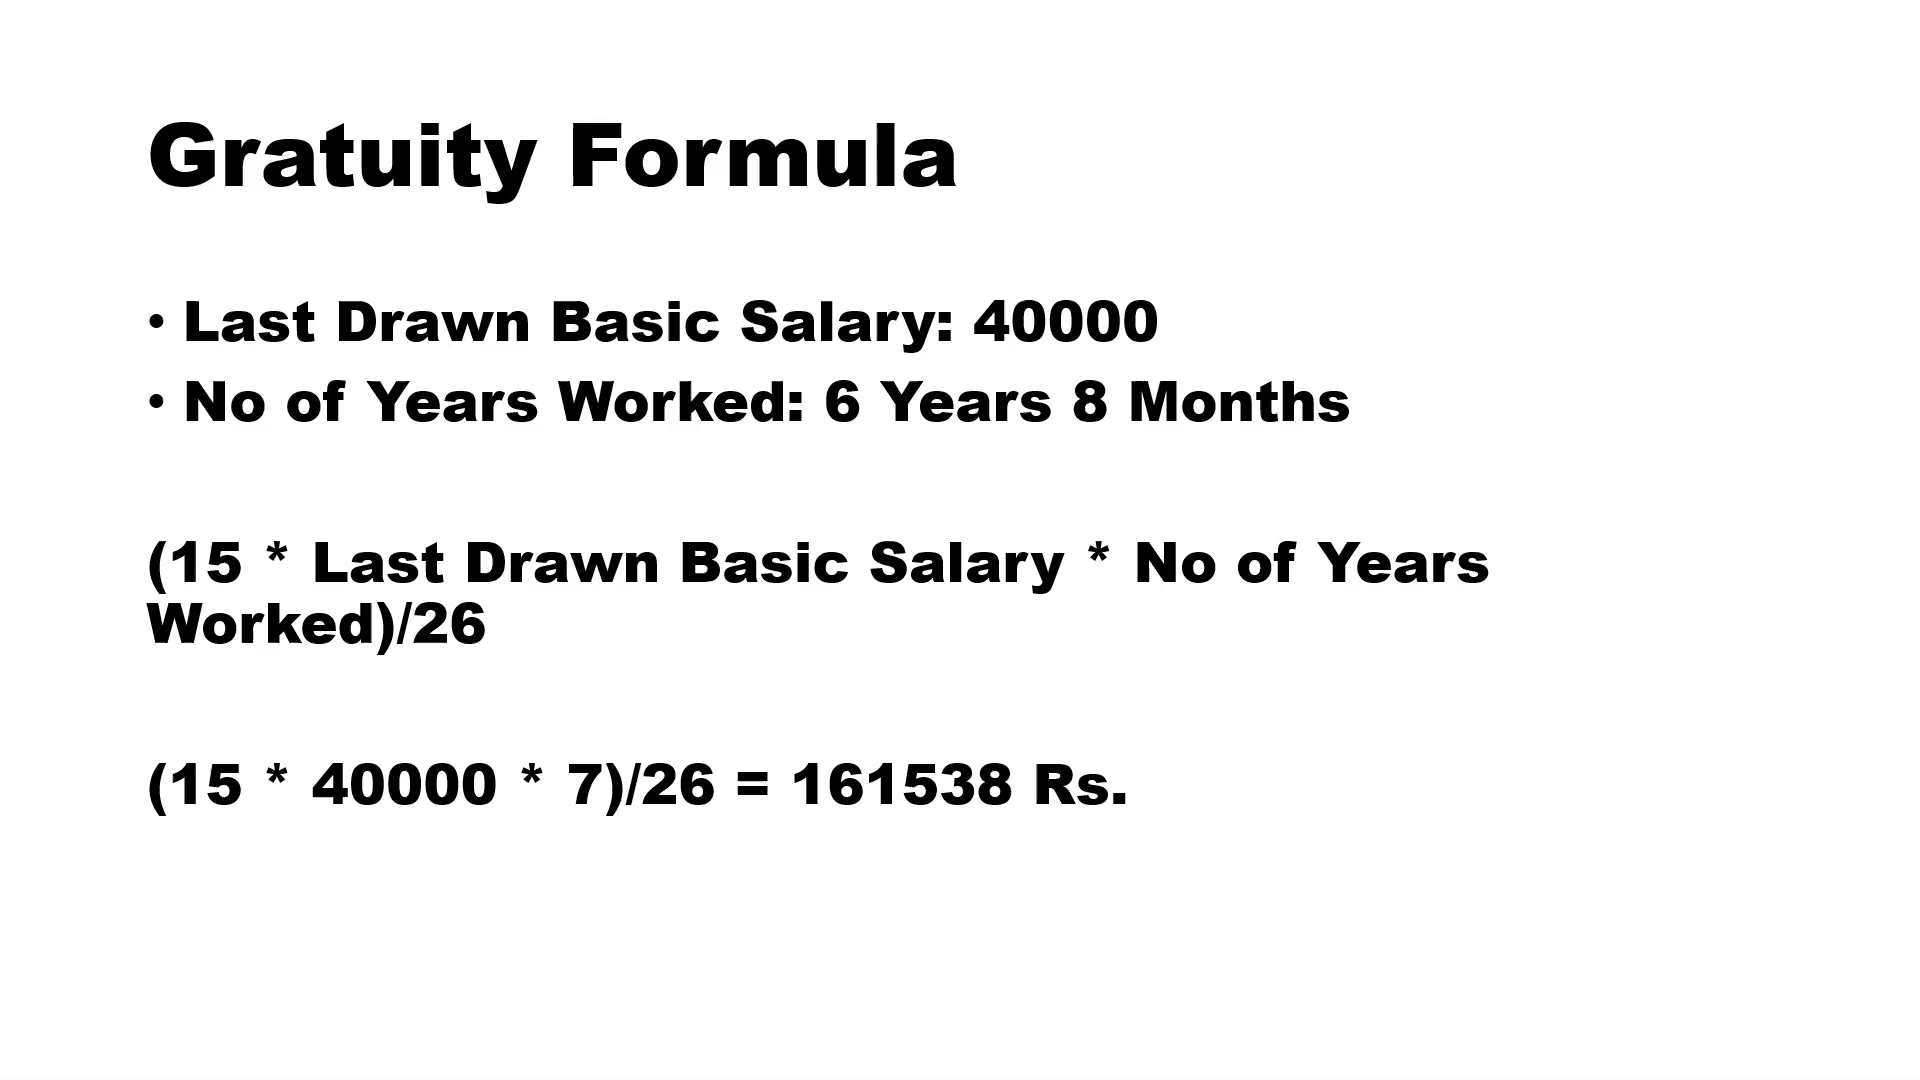 Gratuity Formula
• Last Drawn Basic Salary: 40000
• No of Years Worked: 6 Years 8 Months
(15 * Last Drawn Basic Salary * No of Years
Worked)/26
(15 * 40000 * 7)/26 = 161538 Rs.